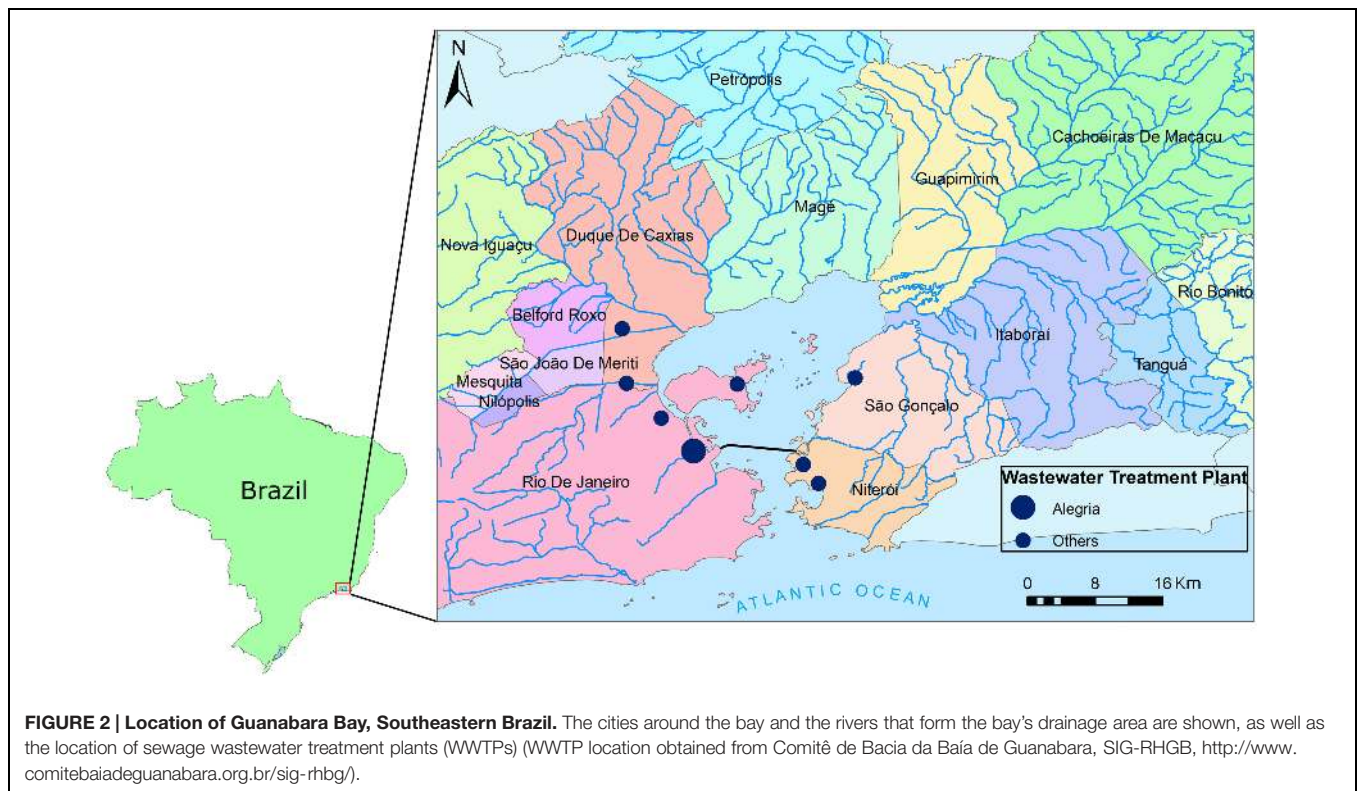 N
Petrópolis
Cachoeiras De Macacu
Guapimirim
Magé
Nova Iguaçu
Duque De Caxias
Rio Bonito
Belford Roxo
Itaboraí
São João De Meriti
Tanguá
Mesquita
Nilópolis
São Gonçalo
Rio De Janeiro
Niterói
Wastewater Treatment Plant
Alegria
Others
0 8 16 Km
ATLANTIC OCEAN
Brazil
FIGURE 2 | Location of Guanabara Bay, Southeastern Brazil. The cities around the bay and the rivers that form the bay's drainage area are shown, as well as
the location of sewage wastewater treatment plants (WWTPs) (WWTP location obtained from Comitê de Bacia da Baía de Guanabara, SIG-RHGB, http://www.
comitebaiadeguanabara.org.br/sig-rhbg/).